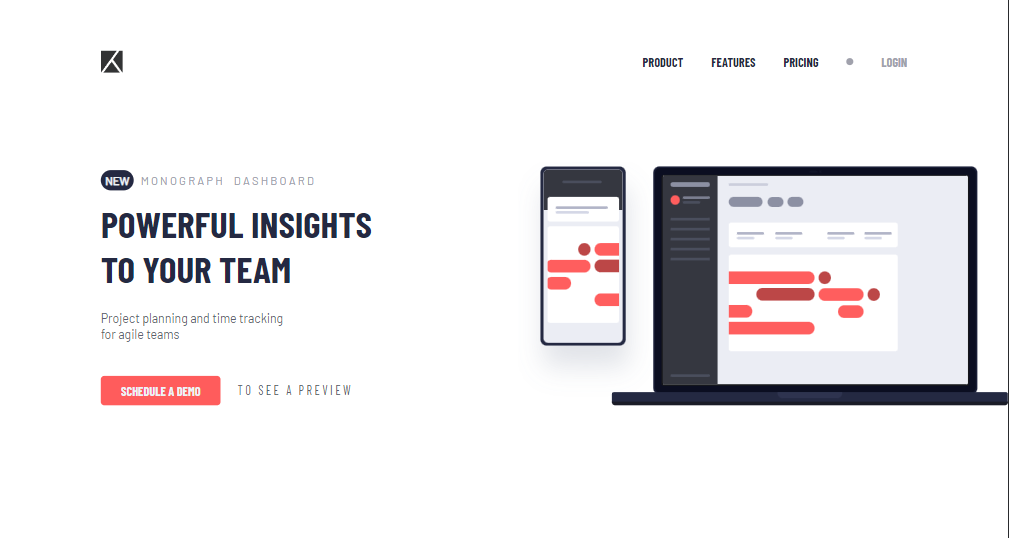 PRODUCT FEATURES PRICING LOGIN
NEW MONOGRAPH DASHBOARD
POWERFUL INSIGHTS
TO YOUR TEAM
Project planning and time tracking
for agile teams
SCHEDULE A DEMO TO SEE A PREVIEW